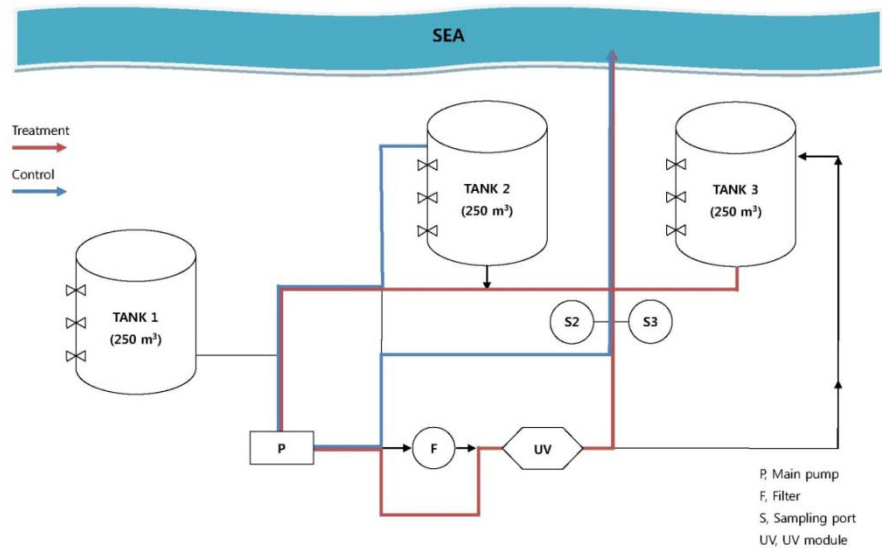 SEA
Treatment
Control
TANK 2
(250 m³)
TANK 3
(250 m³)
TANK 1
(250 m³)
S2
S3
P
F
UV
P, Main pump
F, Filter
S, Sampling port
UV, UV module